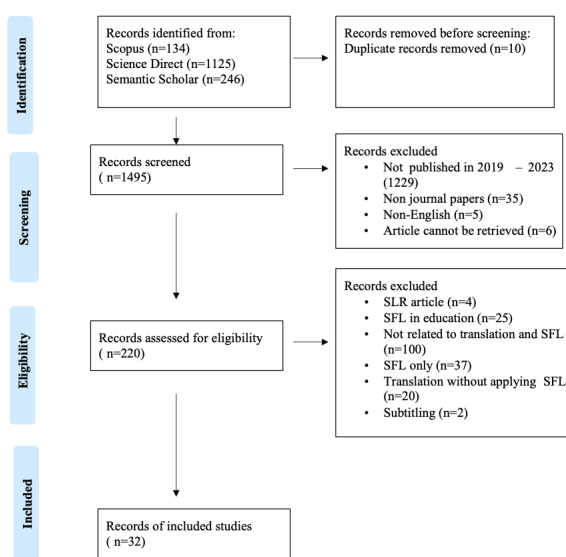 Identification
Records identified from:
Scopus (n=134)
Science Direct (n=1125)
Semantic Scholar (n=246)
Records removed before screening:
Duplicate records removed (n=10)
Screening
Records screened
( n=1495)
Records excluded
• Not published in 2019 – 2023
(1229)
• Non journal papers (n=35)
• Non-English (n=5)
• Article cannot be retrieved (n=6)
Eligibility
Records assessed for eligibility
( n=220)
Records excluded
• SLR article (n=4)
• SFL in education (n=25)
• Not related to translation and SFL
(n=100)
• SFL only (n=37)
• Translation without applying SFL
(n=20)
• Subtitling (n=2)
Included
Records of included studies
( n=32)